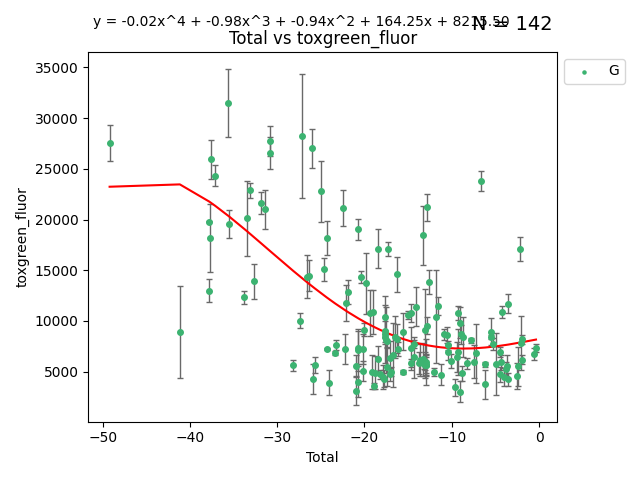 y = -0.02x^4 + -0.98x^3 + -0.94x^2 + 164.25x + 8215.50
N = 142
Total vs toxgreen_fluor
G
35000
30000
25000
20000
15000
10000
5000
toxgreen_fluor
−50 −40 −30 −20 −10 0
Total